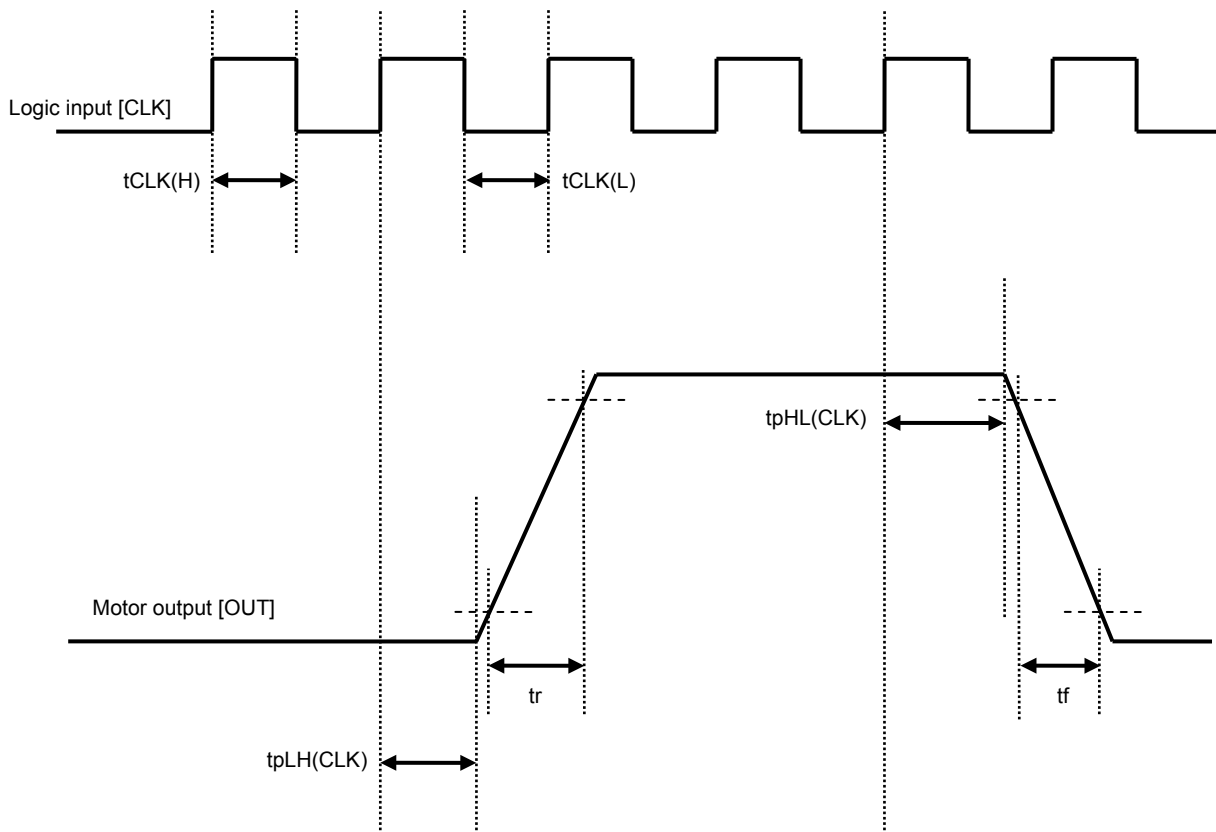 Logic input [CLK]
tCLK(H)
tCLK(L)
tpHL(CLK)
Motor output [OUT]
tr
tf
tpLH(CLK)